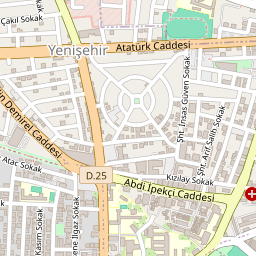 Çakıl Sokak
Yenişehir
Atatürk Caddesi
Şht. İnsas Güven Sokak
Şht. Arif Salih Sokak
Demirel Caddesi
Ataç Sokak
D.25
Kızılay Sokak
Abdi İpekçi Caddesi
Kasım Sokak
Ilgaz Sokak